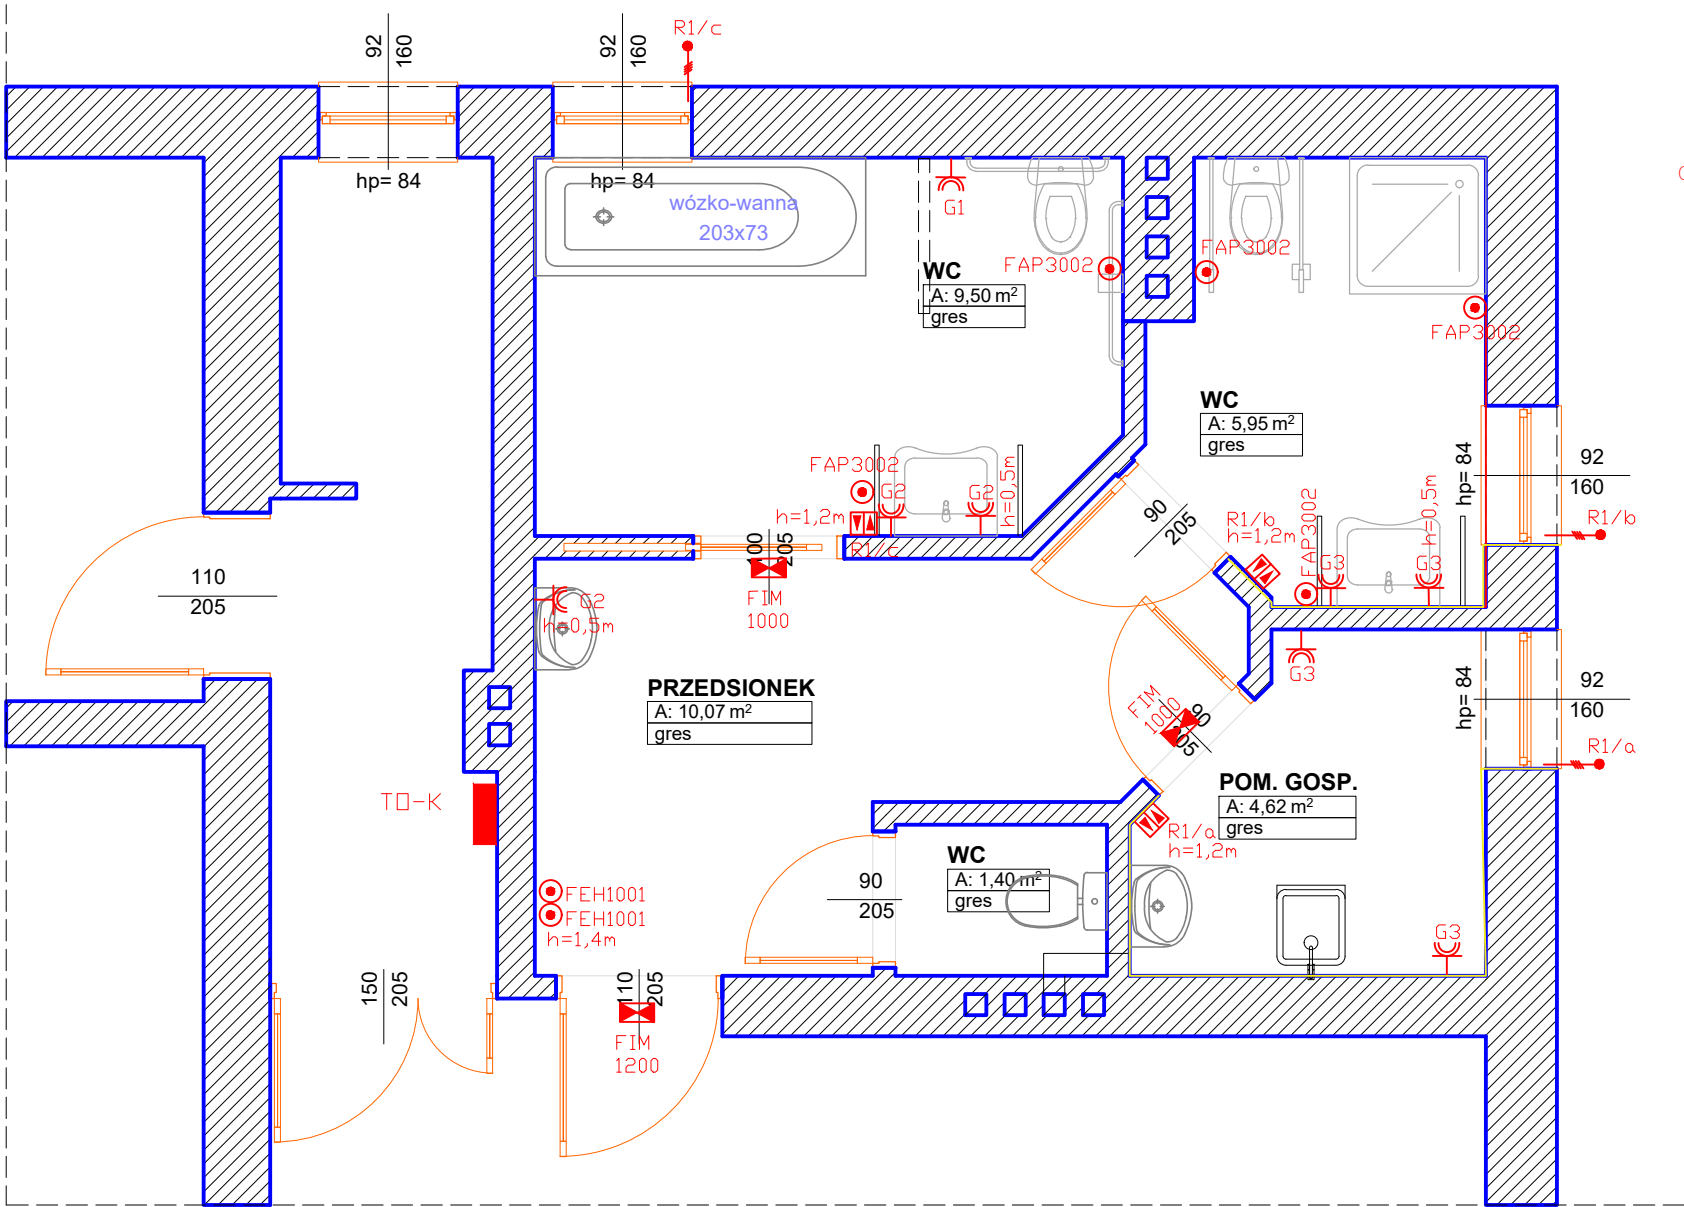 R1/c
92
160
92
160
hp= 84
hp= 84
wózko-wanna
203x73
G1
FAP3002
WC
A: 9,50 m²
gres
FAP3002
FAP3002
WC
A: 5,95 m²
gres
hp= 84
92
160
R1/b
FAP3002
G2
G2
h=0,5m
h=1,2m
R1/c
100
205
FIM
1000
90
205
R1/b
h=1,2m
FAP3002
G3
G3
h=0,5m
110
205
G2
h=0,5m
G3
hp= 84
92
160
R1/a
PRZEDSIONEK
A: 10,07 m²
gres
FIM
1000
90
205
TO-K
POM. GOSP.
A: 4,62 m²
gres
R1/a
h=1,2m
WC
A: 1,40 m²
gres
90
205
FEH1001
FEH1001
h=1,4m
G3
150
205
110
205
FIM
1200